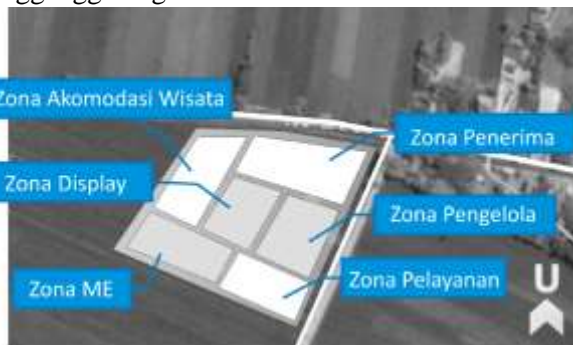 Zona Akomodasi Wisata
Zona Penerima
Zona Display
Zona Pengelola
Zona ME
Zona Pelayanan
U